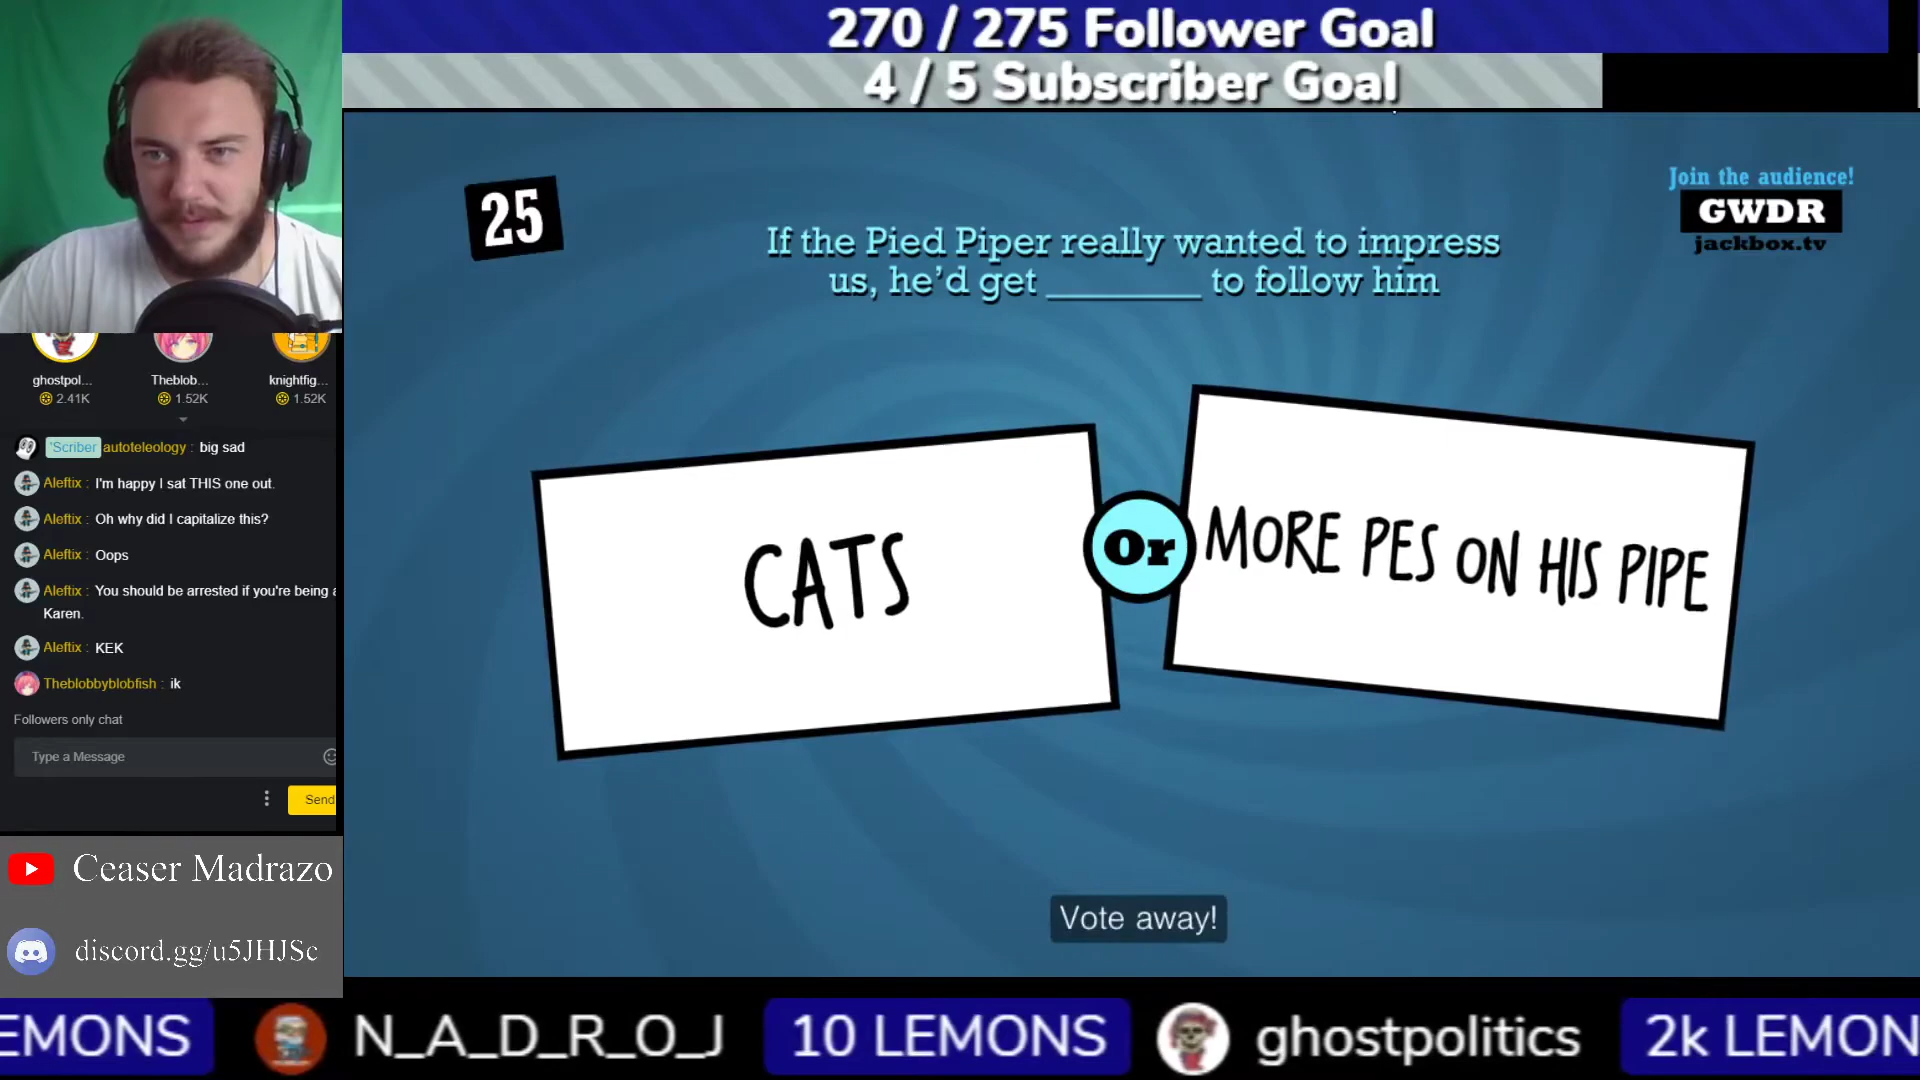 270 / 275 Follower Goal
4 / 5 Subscriber Goal
25
If the Pied Piper really wanted to impress
us, he'd get ________ to follow him
Join the audience!
GWDR
jackbox.tv
CATS
Or
MORE PES ON HIS PIPE
Vote away!
ghostpol... Theblob... knightfig...
2.41K 1.52K 1.52K
'Scriber autoteleology : big sad
Aleftix : I'm happy I sat THIS one out.
Aleftix : Oh why did I capitalize this?
Aleftix : Oops
Aleftix : You should be arrested if you're being a
Karen.
Aleftix : KEK
Theblobbyblobfish : ik
Followers only chat
Type a Message
Send
Ceaser Madrazo
discord.gg/u5JHJSc
EMONS N_A_D_R_O_J 10 LEMONS ghostpolitics 2k LEMON